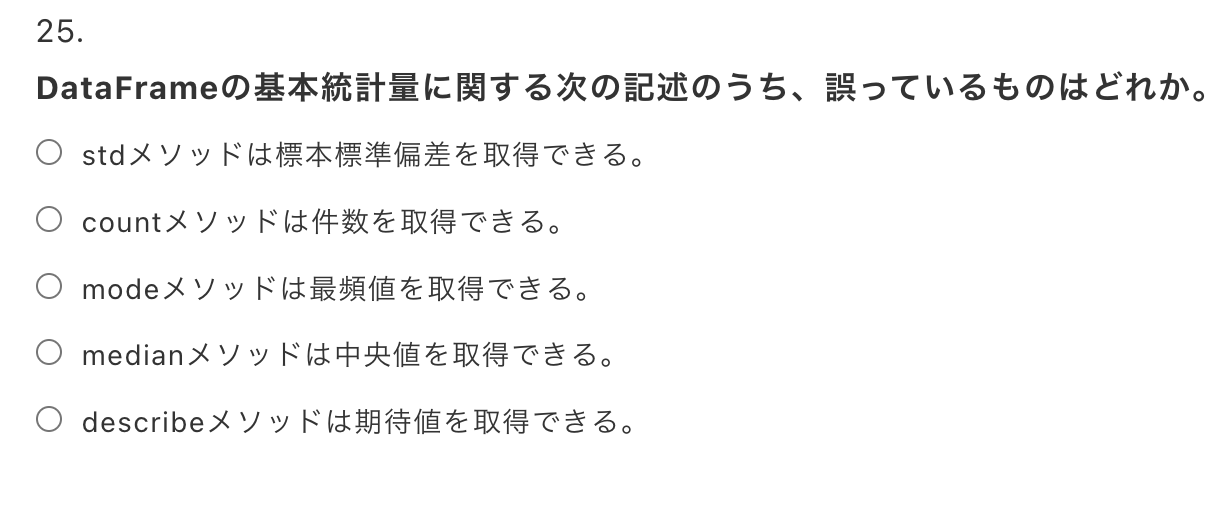 25.
DataFrameの基本統計量に関する次の記述のうち、誤っているものはどれか。
stdメソッドは標本標準偏差を取得できる。
countメソッドは件数を取得できる。
modeメソッドは最頻値を取得できる。
medianメソッドは中央値を取得できる。
describeメソッドは期待値を取得できる。